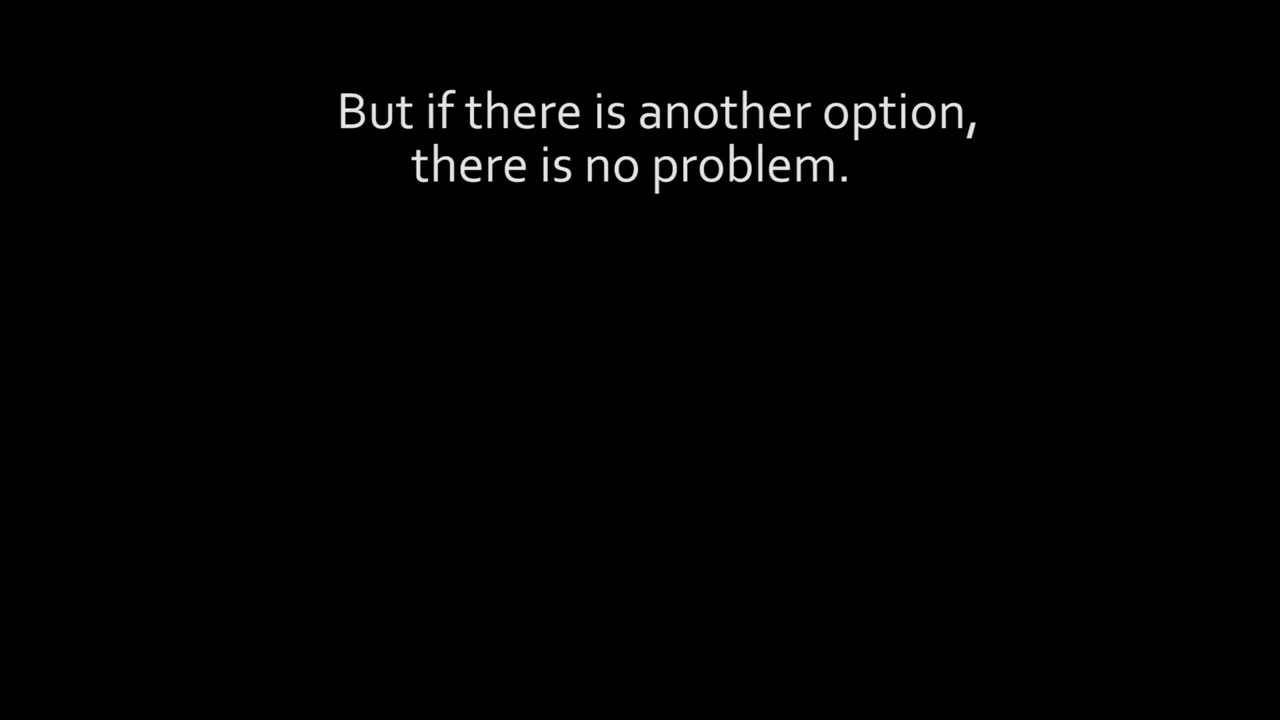 But if there is another option,
there is no problem.